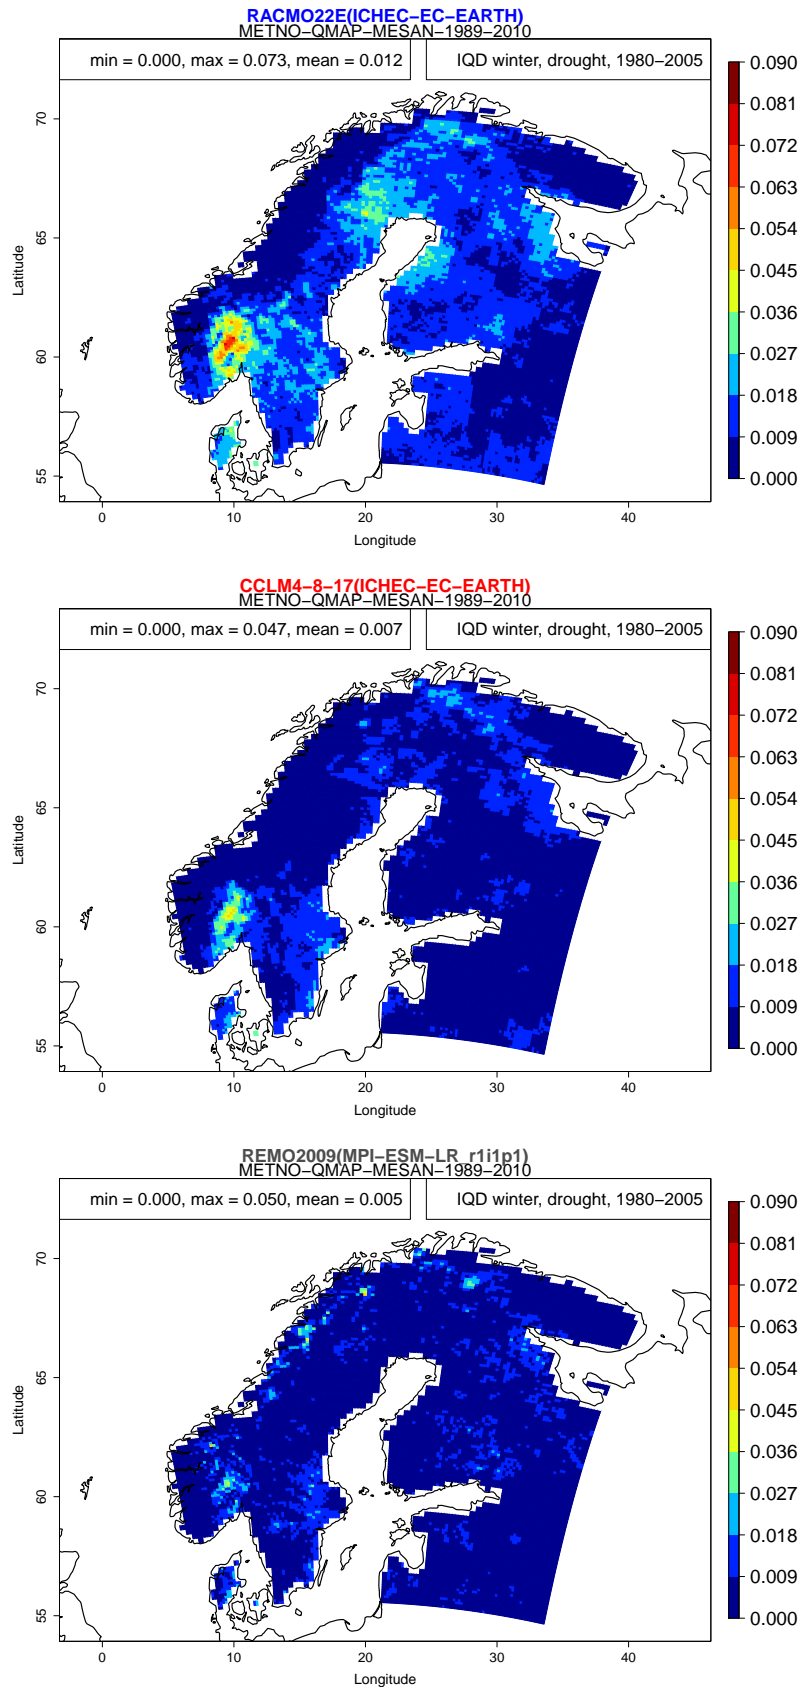 RACMO22E(ICHEC−EC−EARTH)
METNO−QMAP−MESAN−1989−2010
min = 0.000, max = 0.073, mean = 0.012
IQD winter, drought, 1980−2005
0.090
0.081
0.072
0.063
0.054
0.045
0.036
0.027
0.018
0.009
0.000
70
65
60
55
Latitude
0 10 20 30 40
Longitude
CCLM4−8−17(ICHEC−EC−EARTH)
METNO−QMAP−MESAN−1989−2010
min = 0.000, max = 0.047, mean = 0.007
IQD winter, drought, 1980−2005
0.090
0.081
0.072
0.063
0.054
0.045
0.036
0.027
0.018
0.009
0.000
70
65
60
55
Latitude
0 10 20 30 40
Longitude
REMO2009(MPI−ESM−LR_r1i1p1)
METNO−QMAP−MESAN−1989−2010
min = 0.000, max = 0.050, mean = 0.005
IQD winter, drought, 1980−2005
0.090
0.081
0.072
0.063
0.054
0.045
0.036
0.027
0.018
0.009
0.000
70
65
60
55
Latitude
0 10 20 30 40
Longitude